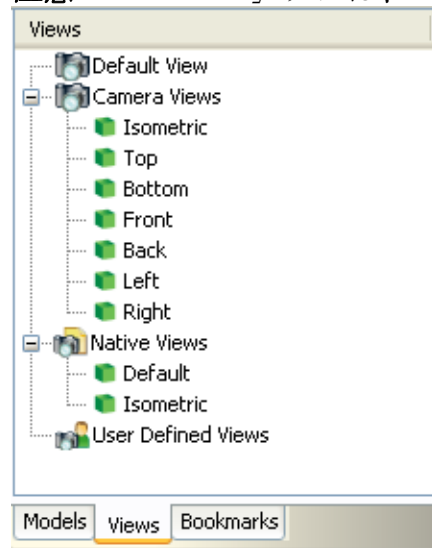 Views
Default View
Camera Views
Isometric
Top
Bottom
Front
Back
Left
Right
Native Views
Default
Isometric
User Defined Views
Models Views Bookmarks